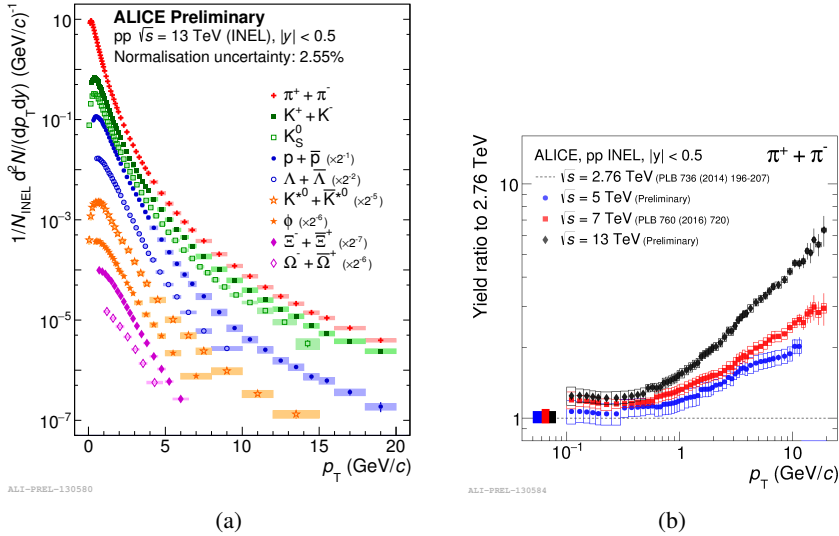 ALICE Preliminary
pp √s = 13 TeV (INEL), |y| < 0.5
Normalisation uncertainty: 2.55%
π⁺ + π⁻
K⁺ + K⁻
K⁰_S
p + p̅ (×2⁻¹)
Λ + Λ̅ (×2⁻²)
K*⁰ + K̅*⁰ (×2⁻⁵)
ϕ (×2⁻⁶)
Ξ⁻ + Ξ̅⁺ (×2⁻⁷)
Ω⁻ + Ω̅⁺ (×2⁻⁶)
1/N_INEL d²N/(dp_T dy) (GeV/c)⁻¹
10
10⁻¹
10⁻³
10⁻⁵
10⁻⁷
0 5 10 15 20
p_T (GeV/c)
ALI-PREL-130580
(a)
ALICE, pp INEL, |y| < 0.5 π⁺ + π⁻
√s = 2.76 TeV (PLB 736 (2014) 196-207)
√s = 5 TeV (Preliminary)
√s = 7 TeV (PLB 760 (2016) 720)
√s = 13 TeV (Preliminary)
Yield ratio to 2.76 TeV
10
1
10⁻¹ 1 10
p_T (GeV/c)
ALI-PREL-130584
(b)